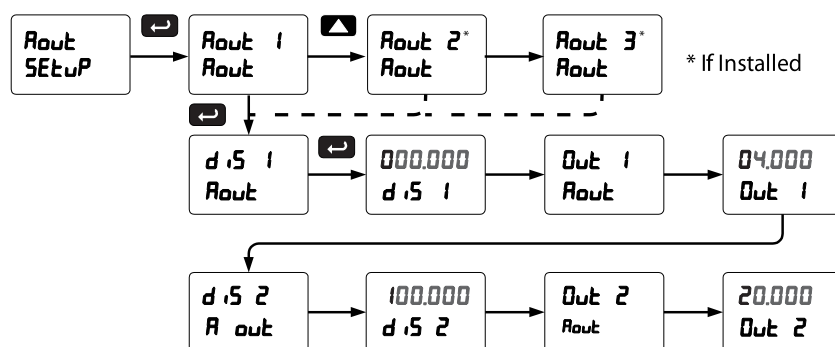 Aout
SEtuP
Aout 1
Aout
Aout 2*
Aout
Aout 3*
Aout
* If Installed
diS 1
Aout
000.000
diS 1
Out 1
Aout
04.000
Out 1
diS 2
A out
100.000
diS 2
Out 2
Aout
20.000
Out 2